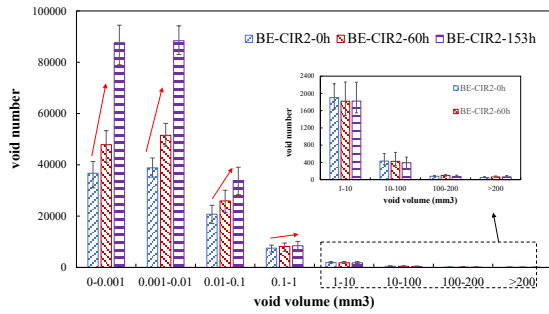 BE-CIR2-0h BE-CIR2-60h BE-CIR2-153h
void number
100000
80000
60000
40000
20000
0
0-0.001 0.001-0.01 0.01-0.1 0.1-1 1-10 10-100 100-200 >200
void volume (mm3)
BE-CIR2-0h
BE-CIR2-60h
void number
2400
2000
1600
1200
800
400
0
1-10 10-100 100-200 >200
void volume (mm3)